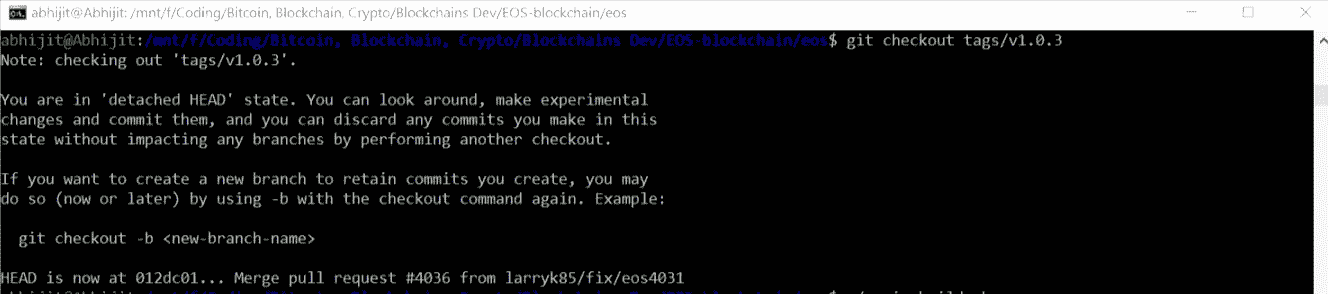 abhijit@Abhijit: /mnt/f/Coding/Bitcoin, Blockchain, Crypto/Blockchains Dev/EOS-blockchain/eos
abhijit@Abhijit:/mnt/f/Coding/Bitcoin, Blockchain, Crypto/Blockchains Dev/EOS-blockchain/eos$ git checkout tags/v1.0.3
Note: checking out 'tags/v1.0.3'.
You are in 'detached HEAD' state. You can look around, make experimental
changes and commit them, and you can discard any commits you make in this
state without impacting any branches by performing another checkout.
If you want to create a new branch to retain commits you create, you may
do so (now or later) by using -b with the checkout command again. Example:
git checkout -b <new-branch-name>
HEAD is now at 012dc01... Merge pull request #4036 from larryk85/fix/eos4031